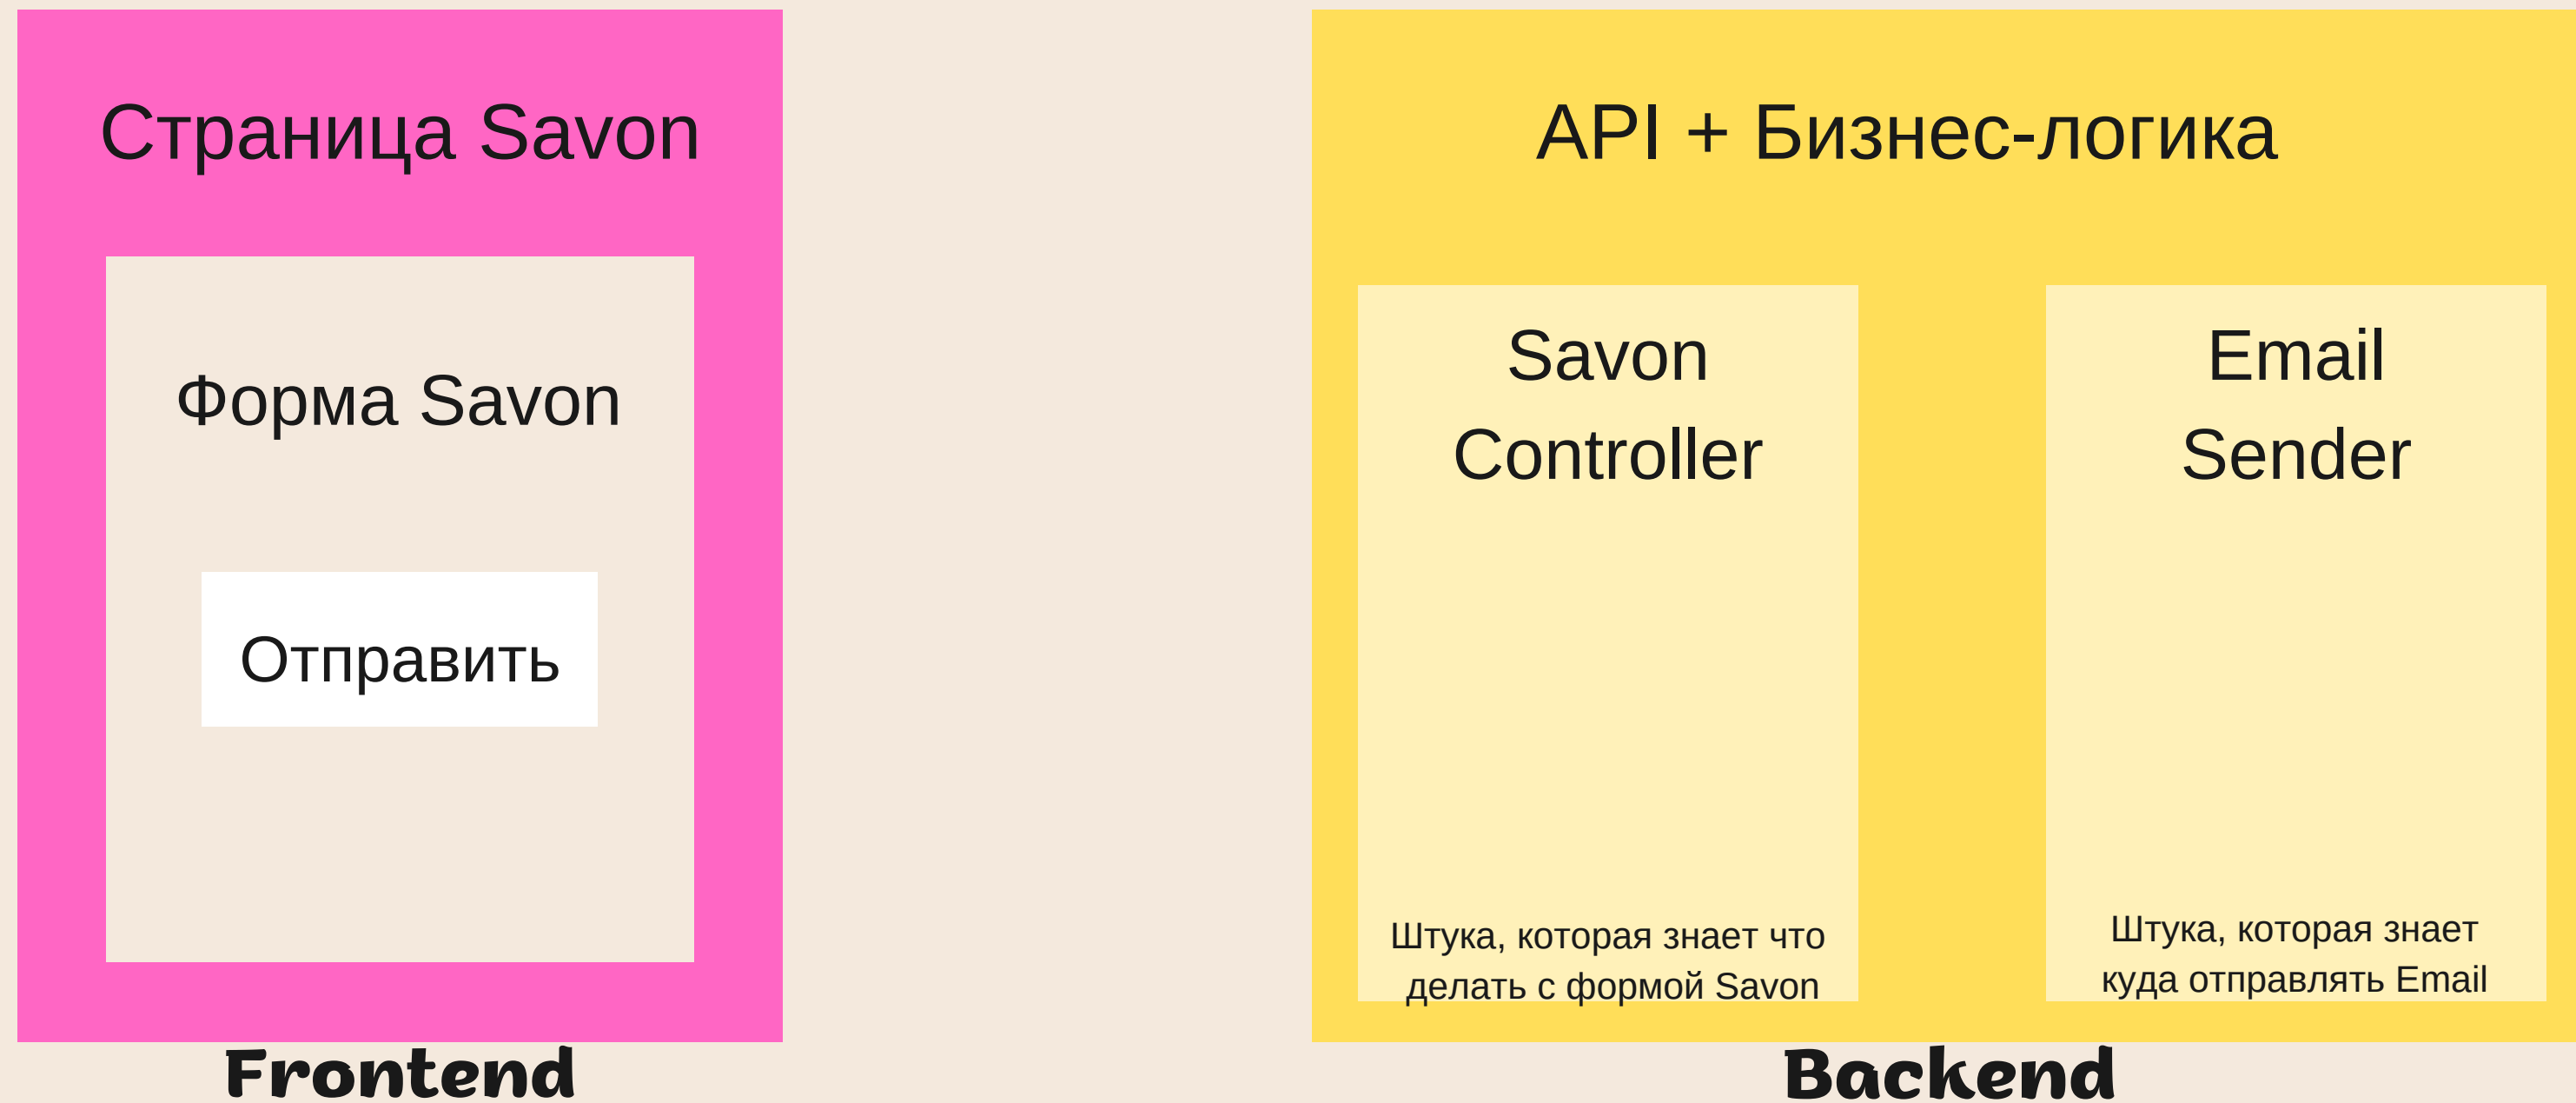 Страница Savon
Форма Savon
Отправить
Frontend
API + Бизнес-логика
Savon
Controller
Штука, которая знает что
делать с формой Savon
Email
Sender
Штука, которая знает
куда отправлять Email
Backend